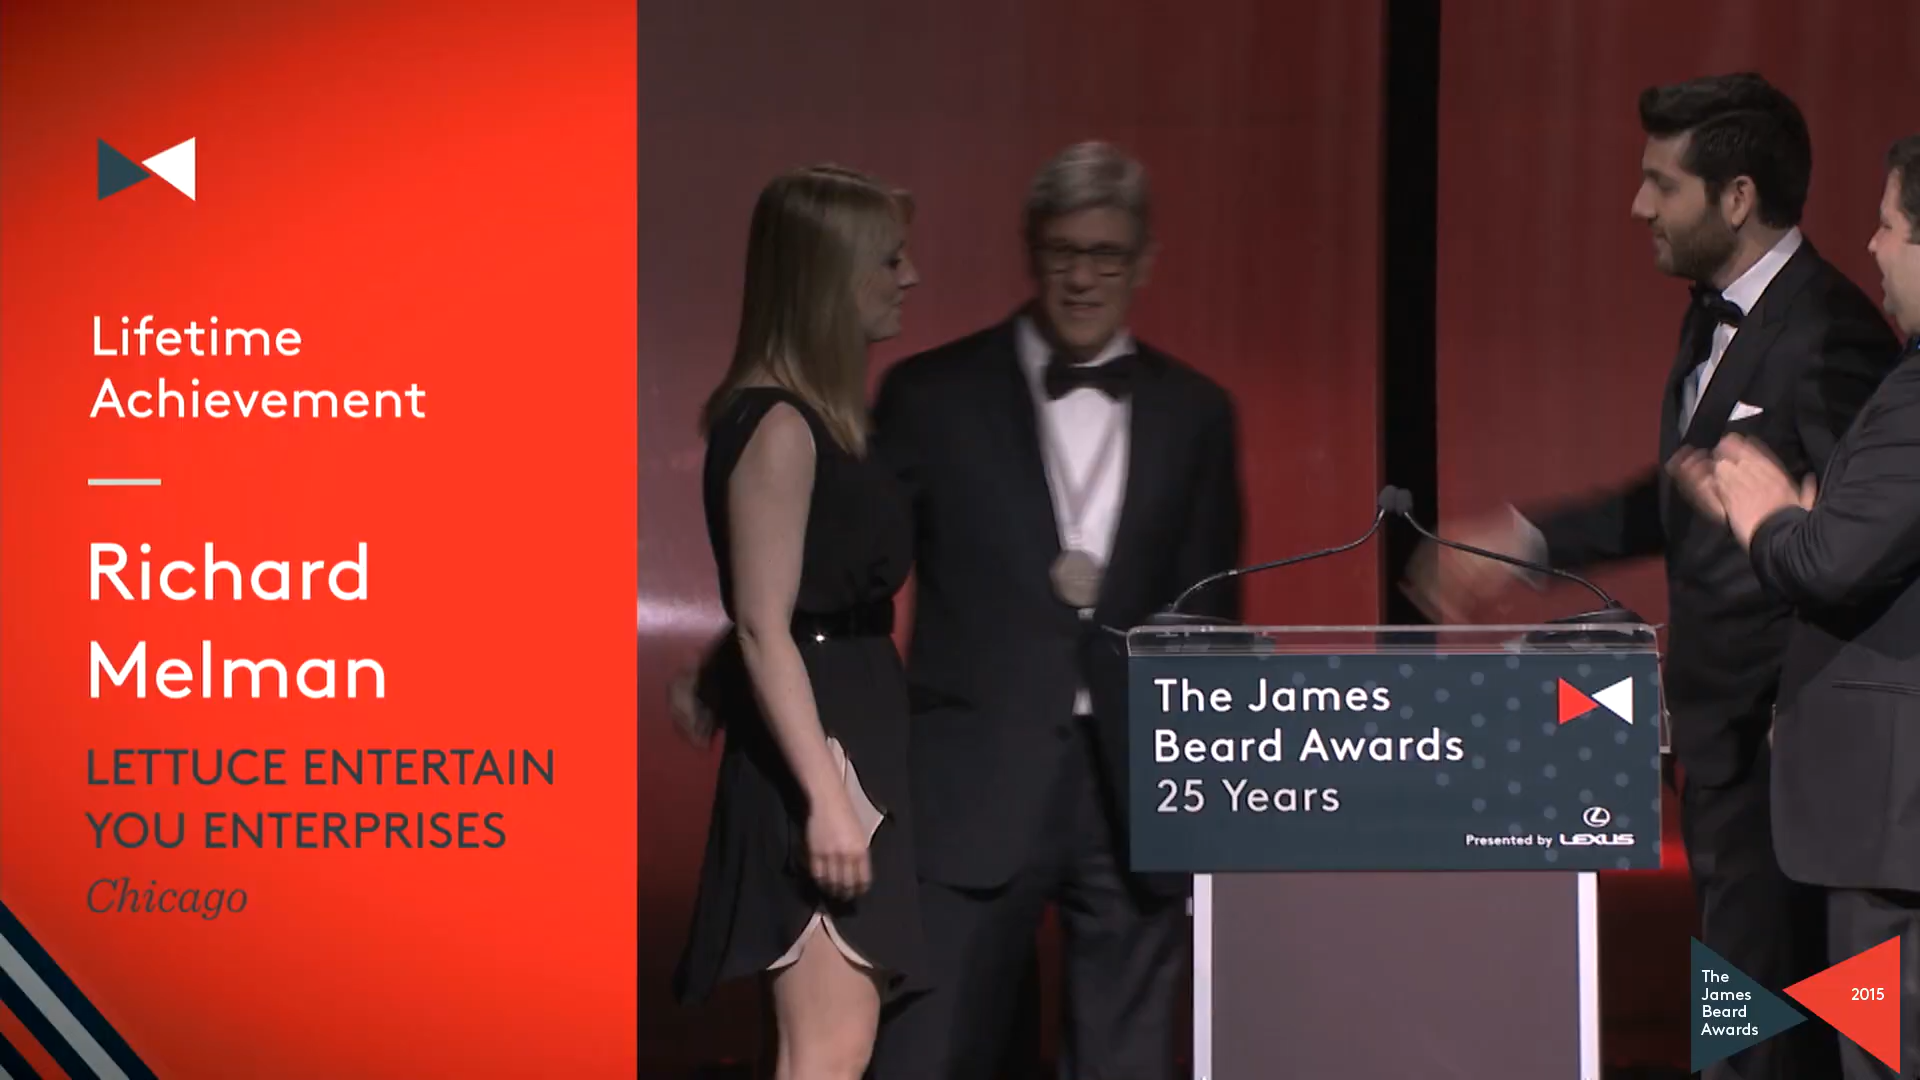 Lifetime
Achievement
Richard
Melman
LETTUCE ENTERTAIN
YOU ENTERPRISES
Chicago
The James
Beard Awards
25 Years
Presented by LEXUS
The
James
Beard
Awards
2015